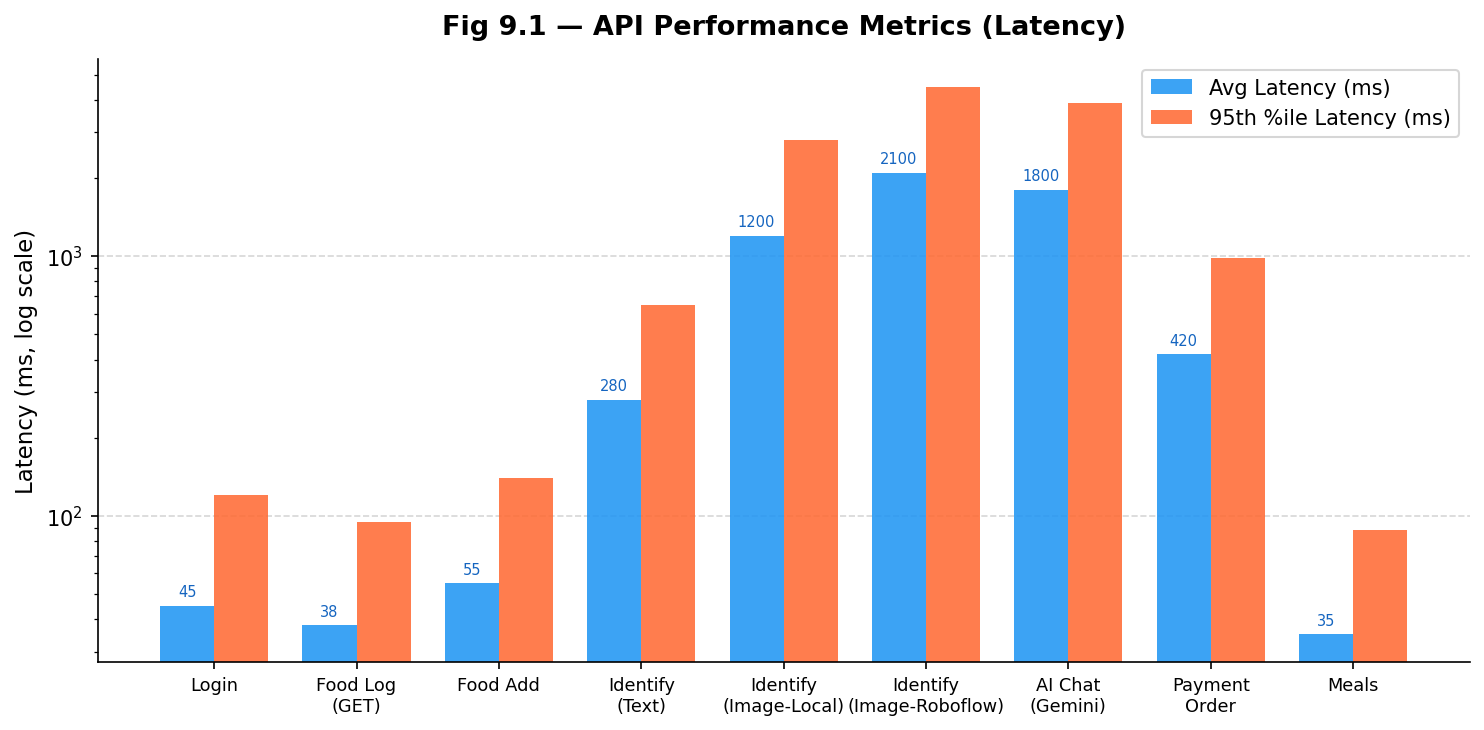 Fig 9.1 — API Performance Metrics (Latency)
Avg Latency (ms)
95th %ile Latency (ms)
Latency (ms, log scale)
10³
10²
45
38
55
280
1200
2100
1800
420
35
Login
Food Log
(GET)
Food Add
Identify
(Text)
Identify
(Image-Local)
Identify
(Image-Roboflow)
AI Chat
(Gemini)
Payment
Order
Meals